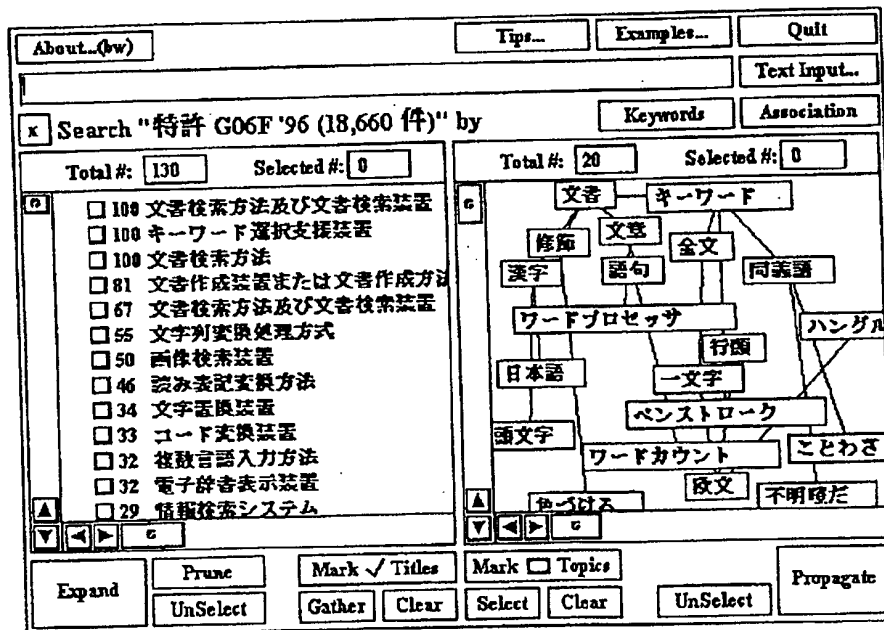 About...(bw)
Tips...
Examples...
Quit
Text Input...
x Search "特許 G06F '96 (18,660 件)" by
Keywords
Association
Total #: 130
Selected #: 0
100 文書検索方法及び文書検索装置
100 キーワード選択支援装置
100 文書検索方法
81 文書作成装置または文書作成方法
67 文書検索方法及び文書検索装置
55 文字列変換処理方式
50 画像検索装置
46 読み表記変換方法
34 文字置換装置
33 コード変換装置
32 複数言語入力方法
32 電子辞書表示装置
29 情報検索システム
Total #: 20
Selected #: 0
文書
キーワード
修飾
文意
全文
漢字
語句
同義語
ワードプロセッサ
ハングル
行頭
日本語
一文字
ペンストローク
頭文字
ワードカウント
ことわざ
欧文
不明瞭だ
色づける
Expand
Prune
UnSelect
Mark ✓ Titles
Gather
Clear
Mark □ Topics
Select
Clear
UnSelect
Propagate